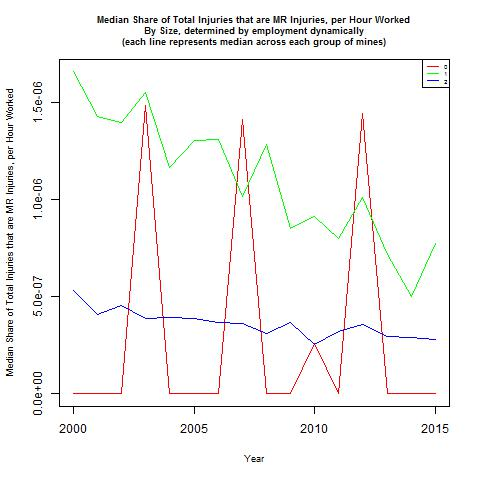 Median Share of Total Injuries that are MR Injuries, per Hour Worked
By Size, determined by employment dynamically
(each line represents median across each group of mines)
0
1
2
Median Share of Total Injuries that are MR Injuries, per Hour Worked
1.5e-06
1.0e-06
5.0e-07
0.0e+00
2000 2005 2010 2015
Year